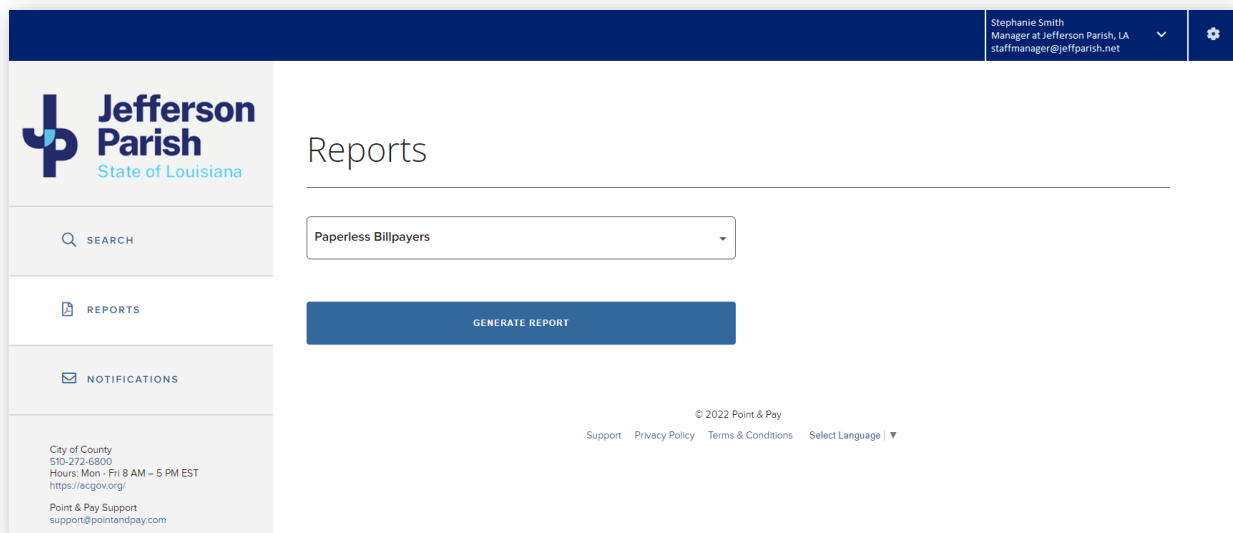 Stephanie Smith
Manager at Jefferson Parish, LA
staffmanager@jeffparish.net
Jefferson
Parish
State of Louisiana
SEARCH
REPORTS
NOTIFICATIONS
City of County
510-272-6800
Hours: Mon - Fri 8 AM – 5 PM EST
https://acgov.org/
Point & Pay Support
support@pointandpay.com
Reports
Paperless Billpayers
GENERATE REPORT
© 2022 Point & Pay
Support Privacy Policy Terms & Conditions Select Language | ▼